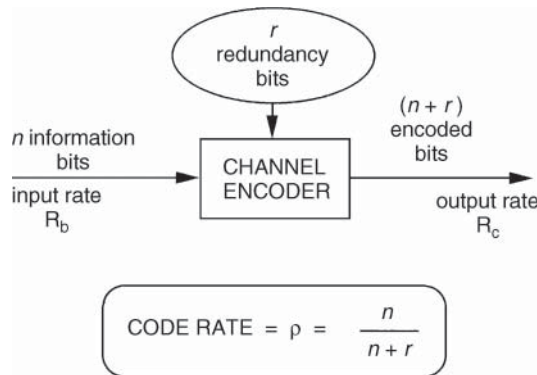 r
redundancy
bits
n information
bits
input rate
R_b
CHANNEL
ENCODER
(n + r)
encoded
bits
output rate
R_c
CODE RATE = ρ = n / n + r